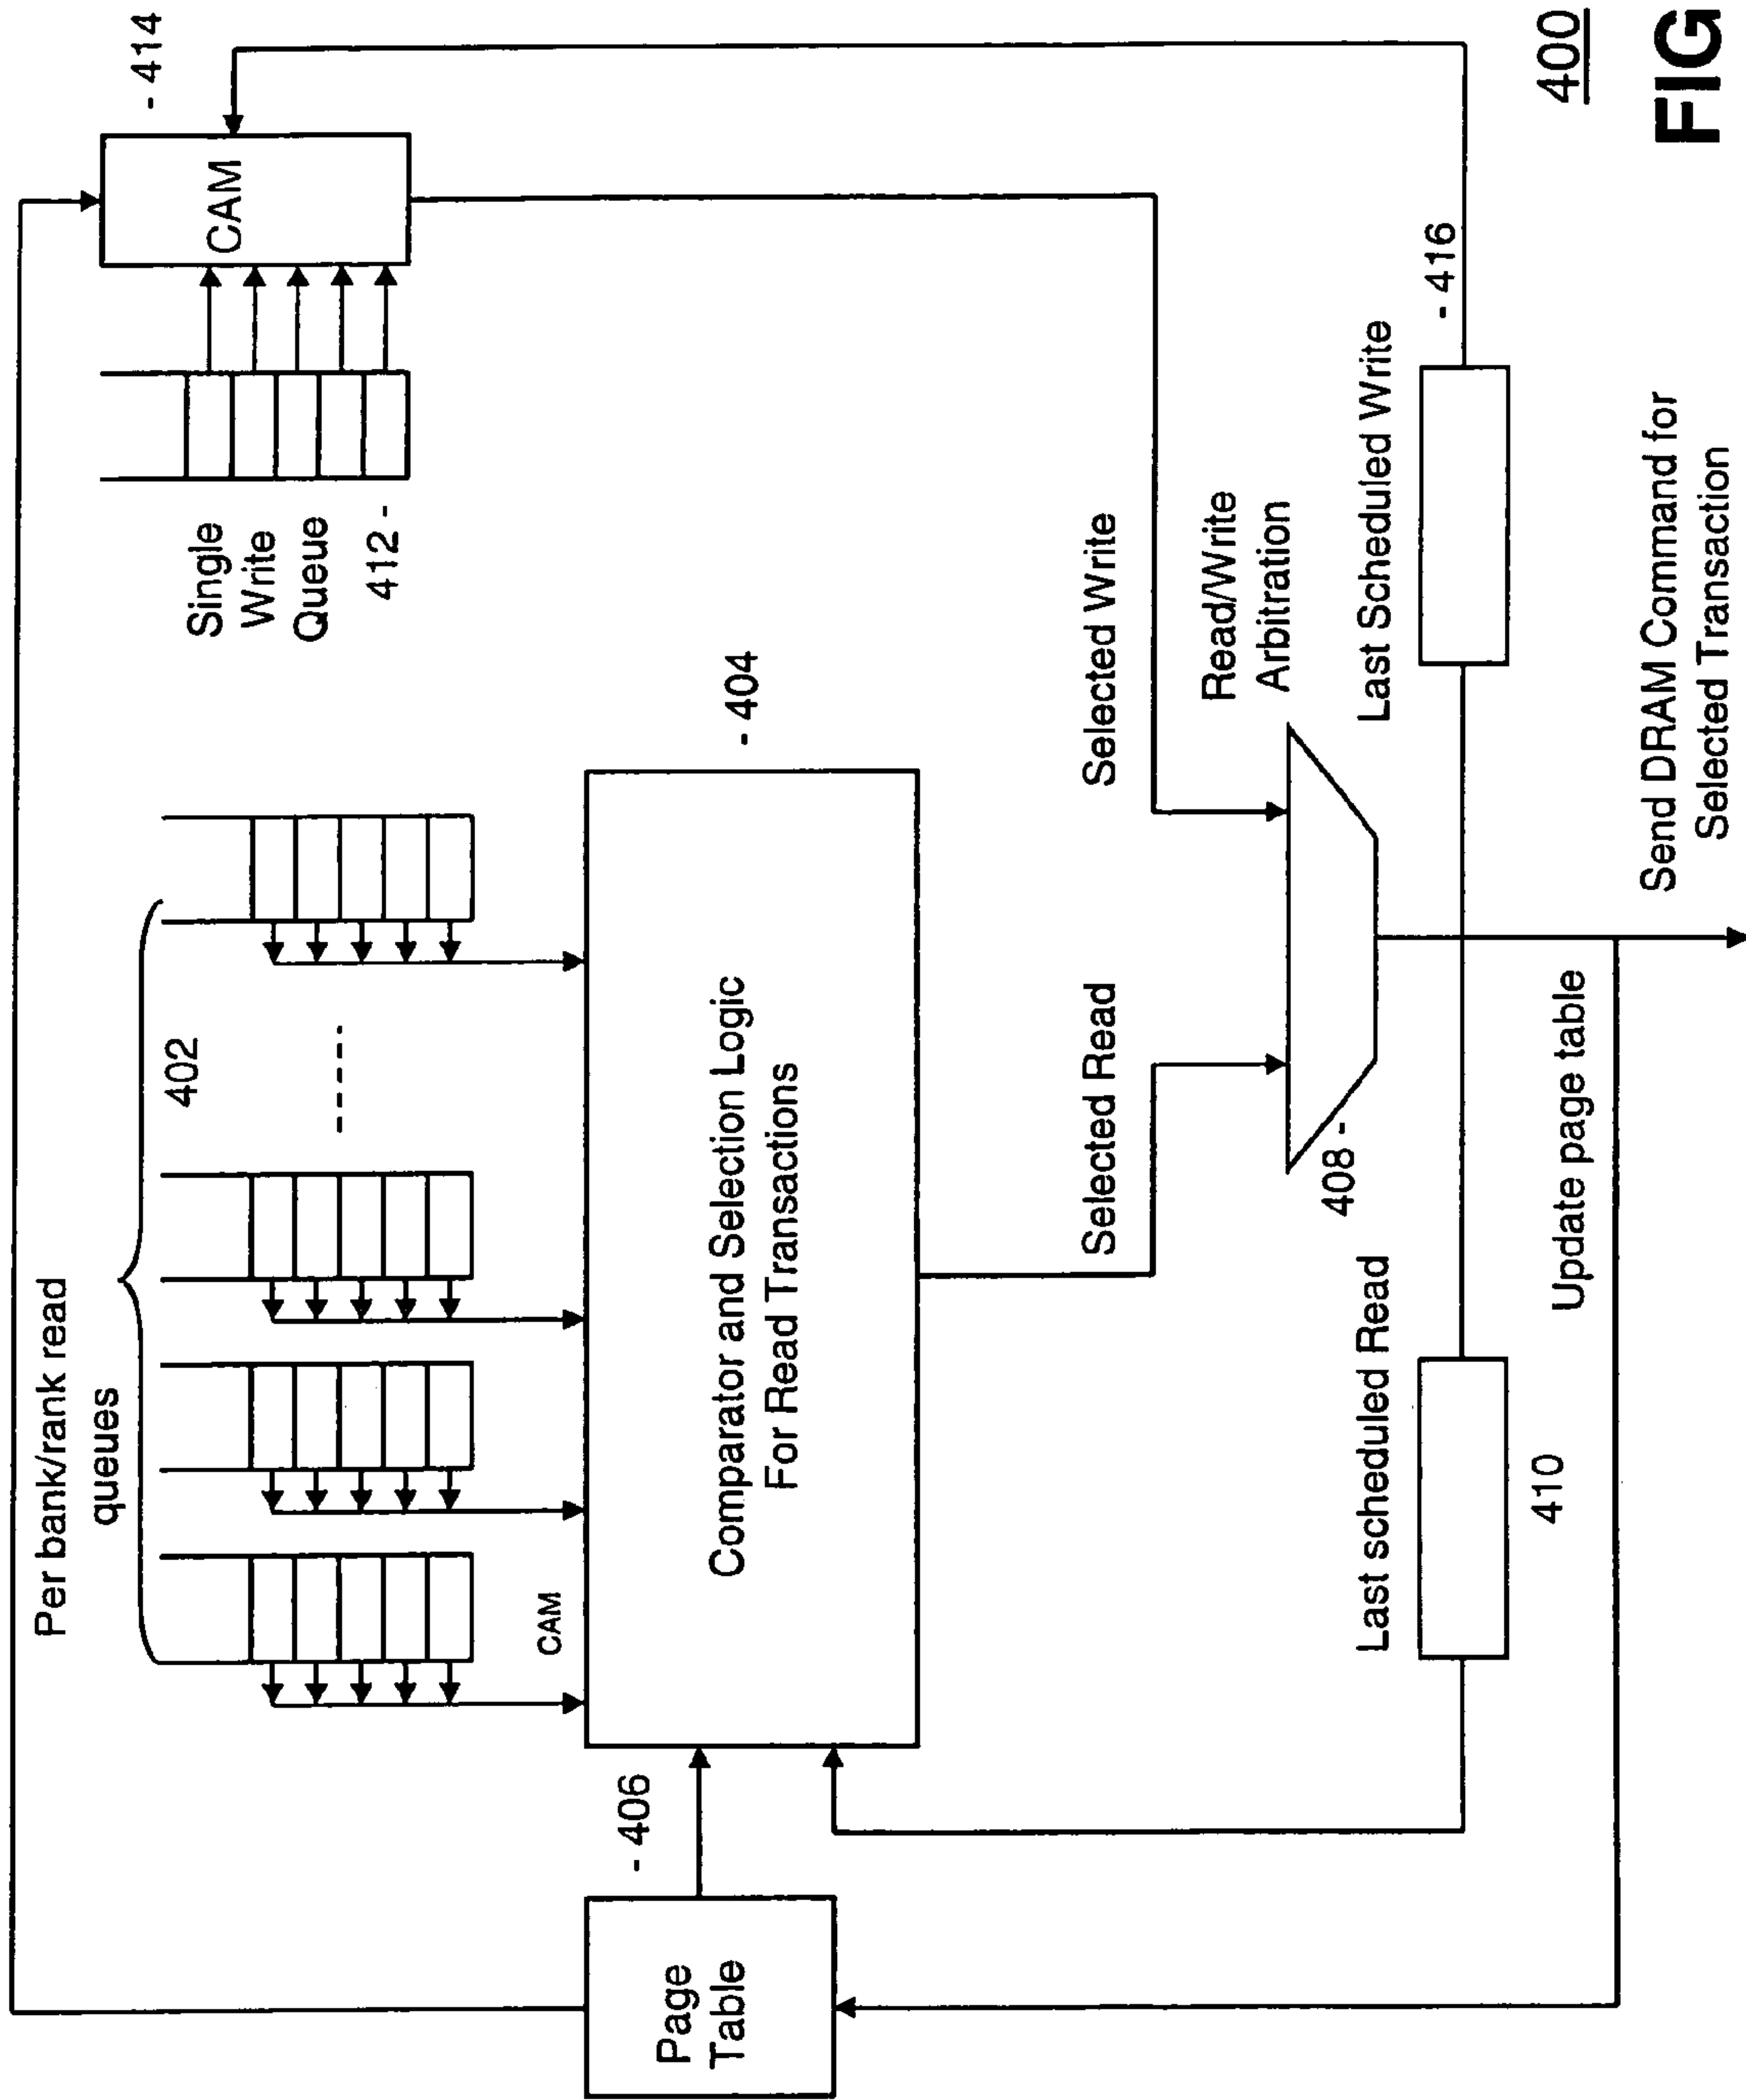 Per bank/rank read
queues
402
Single
Write
Queue
412 -
- 414
CAM
CAM
- 404
Comparator and Selection Logic
For Read Transactions
- 406
Page
Table
Selected Read
Selected Write
Read/Write
Arbitration
408 -
Last scheduled Read
410
Last Scheduled Write
- 416
Update page table
Send DRAM Command for
Selected Transaction
400
FIG